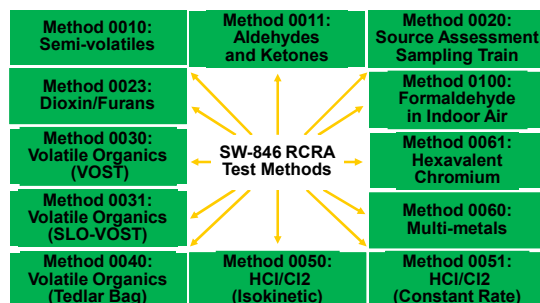 Method 0010:
Semi-volatiles
Method 0011:
Aldehydes
and Ketones
Method 0020:
Source Assessment
Sampling Train
Method 0023:
Dioxin/Furans
Method 0100:
Formaldehyde
in Indoor Air
Method 0030:
Volatile Organics
(VOST)
SW-846 RCRA
Test Methods
Method 0061:
Hexavalent
Chromium
Method 0031:
Volatile Organics
(SLO-VOST)
Method 0060:
Multi-metals
Method 0040:
Volatile Organics
(Tedlar Bag)
Method 0050:
HCl/Cl2
(Isokinetic)
Method 0051:
HCl/Cl2
(Constant Rate)